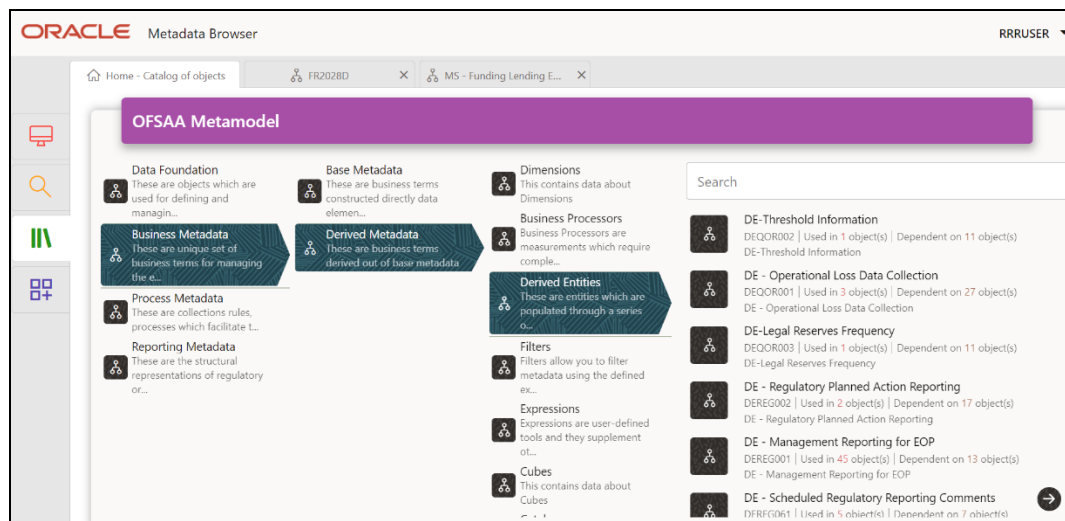 ORACLE Metadata Browser
RRRUSER
Home - Catalog of objects
FR2028D
MS - Funding Lending E...
OFSAA Metamodel
Data Foundation
These are objects which are
used for defining and
managin...
Business Metadata
These are unique set of
business terms for managing
the e...
Process Metadata
These are collections rules,
processes which facilitate t...
Reporting Metadata
These are the structural
representations of regulatory
or...
Base Metadata
These are business terms
constructed directly data
elemen...
Derived Metadata
These are business terms
derived out of base metadata
Dimensions
This contains data about
Dimensions
Business Processors
Business Processors are
measurements which require
comple...
Derived Entities
These are entities which are
populated through a series
o...
Filters
Filters allow you to filter
metadata using the defined
ex...
Expressions
Expressions are user-defined
tools and they supplement
ot...
Cubes
This contains data about
Cubes
Search
DE-Threshold Information
DEQOR002 | Used in 1 object(s) | Dependent on 11 object(s)
DE-Threshold Information
DE - Operational Loss Data Collection
DEQOR001 | Used in 3 object(s) | Dependent on 27 object(s)
DE - Operational Loss Data Collection
DE-Legal Reserves Frequency
DEQOR003 | Used in 1 object(s) | Dependent on 11 object(s)
DE-Legal Reserves Frequency
DE - Regulatory Planned Action Reporting
DEREG002 | Used in 2 object(s) | Dependent on 17 object(s)
DE - Regulatory Planned Action Reporting
DE - Management Reporting for EOP
DEREG001 | Used in 45 object(s) | Dependent on 13 object(s)
DE - Management Reporting for EOP
DE - Scheduled Regulatory Reporting Comments
DEREG061 | Used in 5 object(s) | Dependent on 7 object(s)